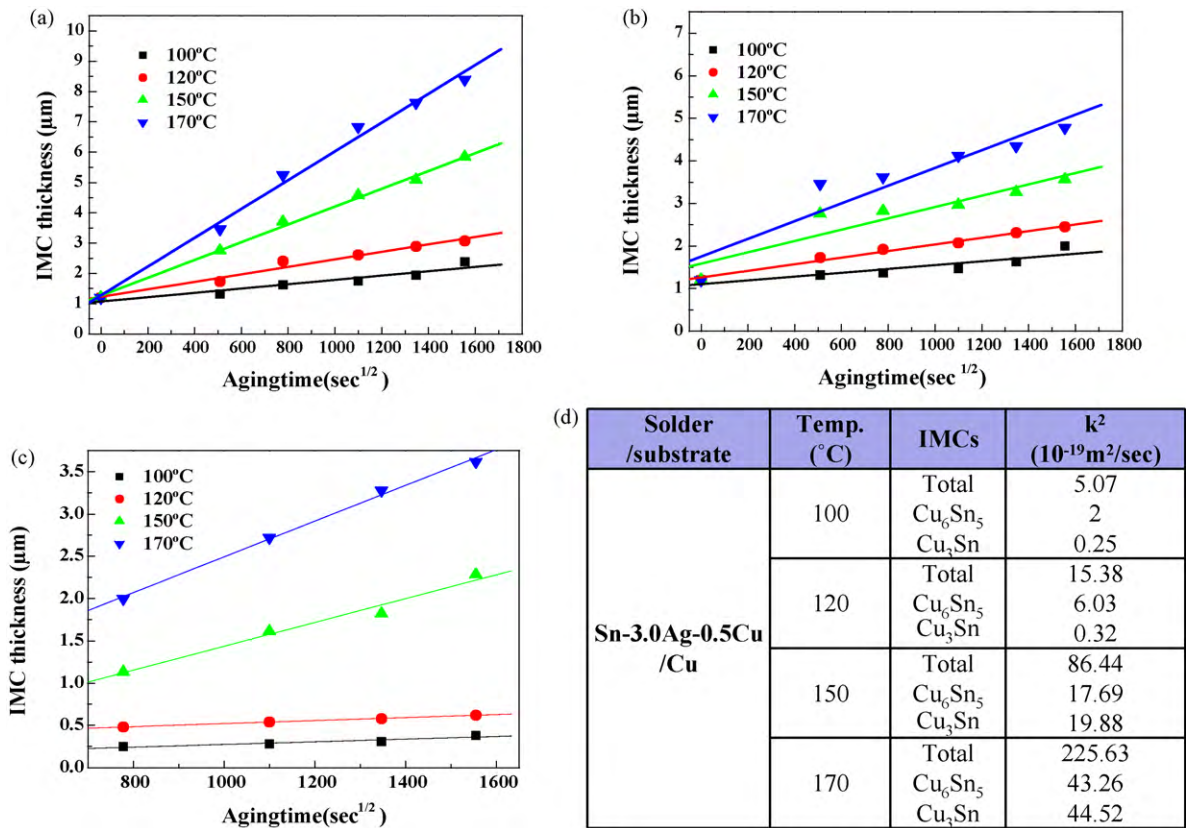 (a)
IMC thickness (µm)
10
9
8
7
6
5
4
3
2
1
0
100ºC
120ºC
150ºC
170ºC
0 200 400 600 800 1000 1200 1400 1600 1800
Agingtime(sec^1/2 )
(b)
IMC thickness (µm)
7
6
5
4
3
2
1
0
100ºC
120ºC
150ºC
170ºC
0 200 400 600 800 1000 1200 1400 1600 1800
Agingtime(sec^1/2 )
(c)
IMC thickness (µm)
3.5
3.0
2.5
2.0
1.5
1.0
0.5
0.0
100ºC
120ºC
150ºC
170ºC
800 1000 1200 1400 1600
Agingtime(sec^1/2 )
(d)
Solder /substrate
Temp. (˚C)
IMCs
k² (10⁻¹⁹m²/sec)
Sn-3.0Ag-0.5Cu /Cu
100
Total 5.07
Cu₆Sn₅ 2
Cu₃Sn 0.25
120
Total 15.38
Cu₆Sn₅ 6.03
Cu₃Sn 0.32
150
Total 86.44
Cu₆Sn₅ 17.69
Cu₃Sn 19.88
170
Total 225.63
Cu₆Sn₅ 43.26
Cu₃Sn 44.52